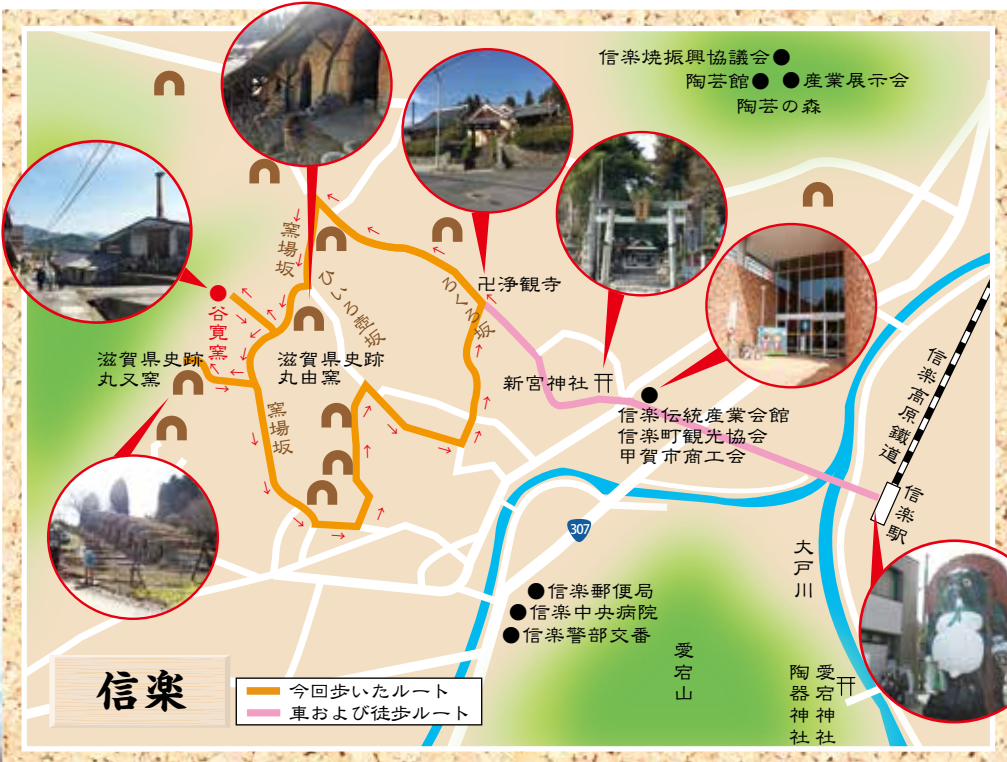 信楽焼振興協議会
陶芸館
産業展示会
陶芸の森
窯場坂
ひいろ壺坂
ろくろ坂
卍浄観寺
谷寛窯
滋賀県史跡
丸又窯
滋賀県史跡
丸由窯
新宮神社
信楽伝統産業会館
信楽町観光協会
甲賀市商工会
信楽高原鐵道
信楽駅
窯場坂
307
大戸川
信楽郵便局
信楽中央病院
信楽警部交番
愛宕山
愛宕神社
陶器神社
信楽
今回歩いたルート
車および徒歩ルート